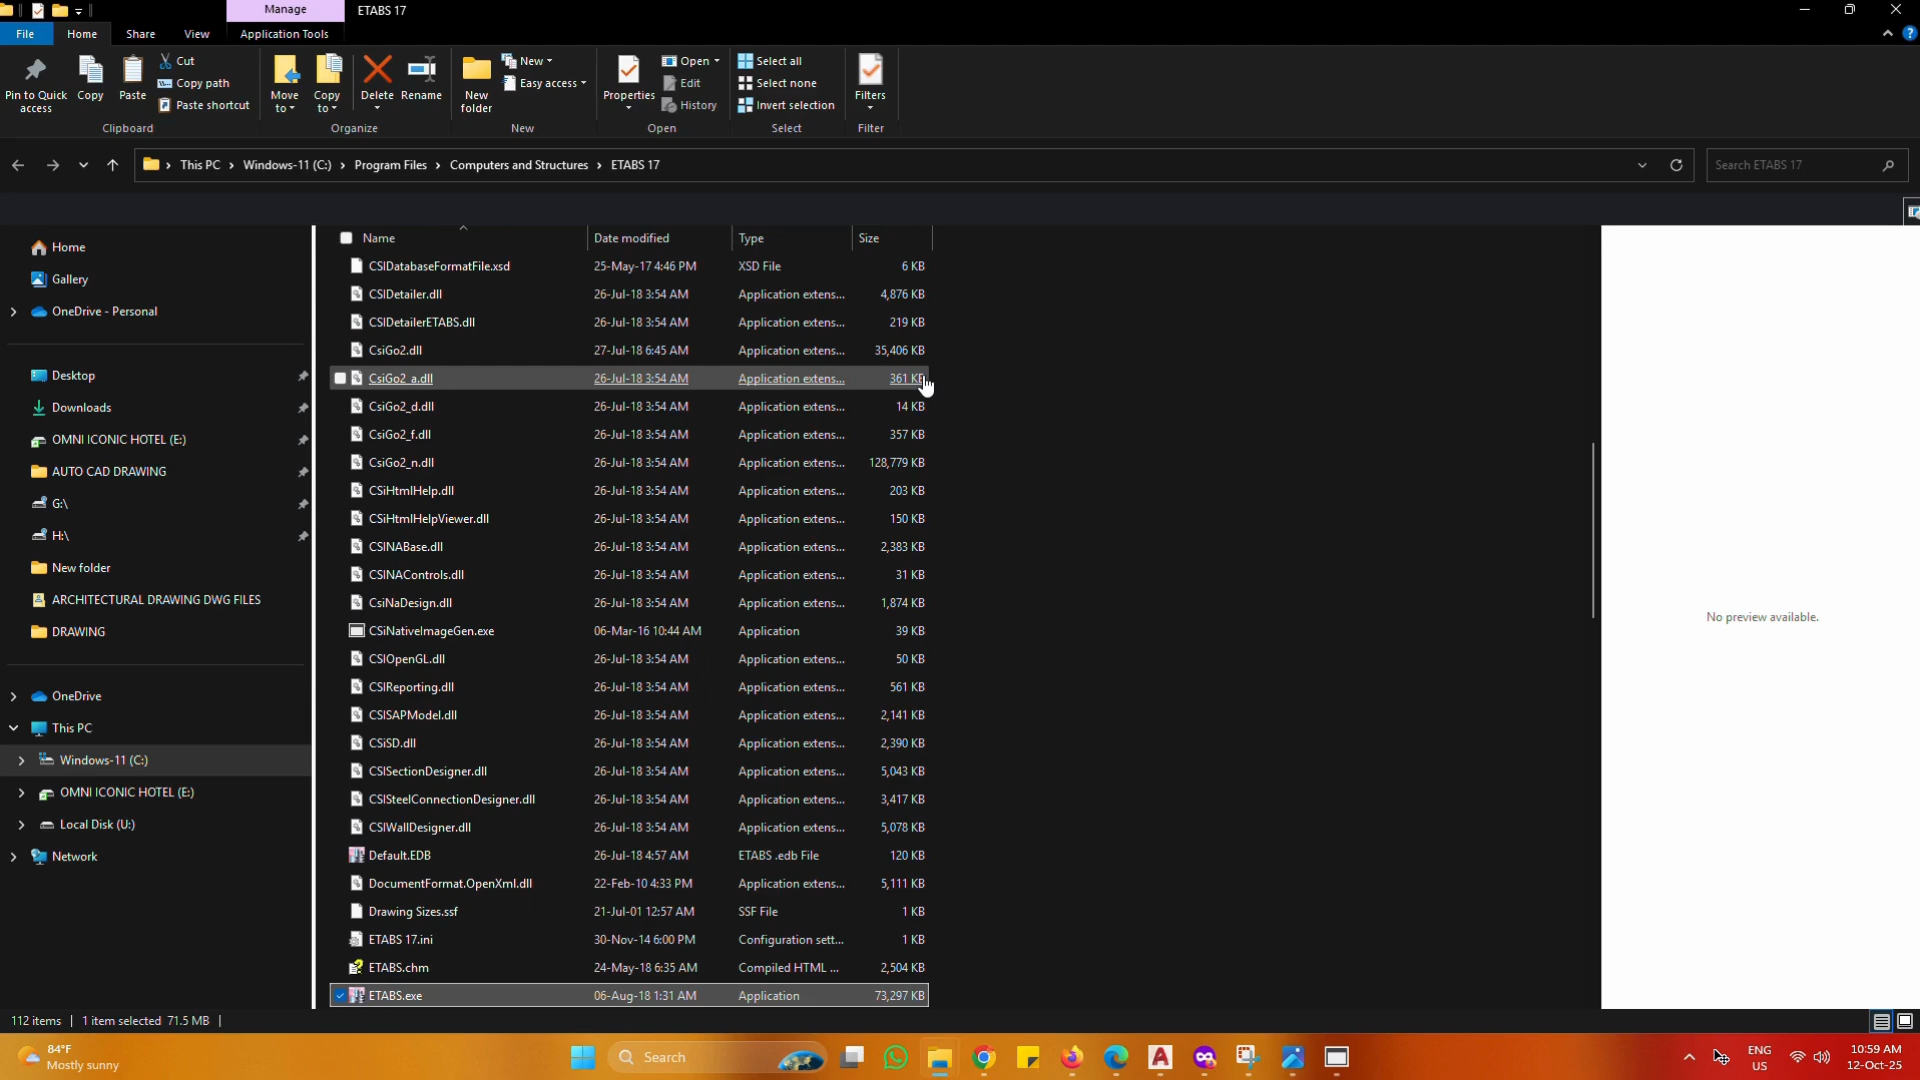 Manage
ETABS 17
File
Home
Share
View
Application Tools
Pin to Quick access
Copy
Paste
Cut
Copy path
Paste shortcut
Move to
Copy to
Delete
Rename
New folder
New
Easy access
Properties
Open
Edit
History
Select all
Select none
Invert selection
Filters
Clipboard
Organize
New
Open
Select
Filter
This PC › Windows-11 (C:) › Program Files › Computers and Structures › ETABS 17
Search ETABS 17
Home
Gallery
OneDrive - Personal
Desktop
Downloads
OMNI ICONIC HOTEL (E:)
AUTO CAD DRAWING
G:\
H:\
New folder
ARCHITECTURAL DRAWING DWG FILES
DRAWING
OneDrive
This PC
Windows-11 (C:)
OMNI ICONIC HOTEL (E:)
Local Disk (U:)
Network
Name Date modified Type Size
CSIDatabaseFormatFile.xsd 25-May-17 4:46 PM XSD File 6 KB
CSIDetailer.dll 26-Jul-18 3:54 AM Application extens... 4,876 KB
CSIDetailerETABS.dll 26-Jul-18 3:54 AM Application extens... 219 KB
CsiGo2.dll 27-Jul-18 6:45 AM Application extens... 35,406 KB
CsiGo2_a.dll 26-Jul-18 3:54 AM Application extens... 361 KB
CsiGo2_d.dll 26-Jul-18 3:54 AM Application extens... 14 KB
CsiGo2_f.dll 26-Jul-18 3:54 AM Application extens... 357 KB
CsiGo2_n.dll 26-Jul-18 3:54 AM Application extens... 128,779 KB
CSiHtmlHelp.dll 26-Jul-18 3:54 AM Application extens... 203 KB
CSiHtmlHelpViewer.dll 26-Jul-18 3:54 AM Application extens... 150 KB
CSINABase.dll 26-Jul-18 3:54 AM Application extens... 2,383 KB
CSINAControls.dll 26-Jul-18 3:54 AM Application extens... 31 KB
CsiNaDesign.dll 26-Jul-18 3:54 AM Application extens... 1,874 KB
CSiNativeImageGen.exe 06-Mar-16 10:44 AM Application 39 KB
CSIOpenGL.dll 26-Jul-18 3:54 AM Application extens... 50 KB
CSIReporting.dll 26-Jul-18 3:54 AM Application extens... 561 KB
CSISAPModel.dll 26-Jul-18 3:54 AM Application extens... 2,141 KB
CSiSD.dll 26-Jul-18 3:54 AM Application extens... 2,390 KB
CSISectionDesigner.dll 26-Jul-18 3:54 AM Application extens... 5,043 KB
CSISteelConnectionDesigner.dll 26-Jul-18 3:54 AM Application extens... 3,417 KB
CSIWallDesigner.dll 26-Jul-18 3:54 AM Application extens... 5,078 KB
Default.EDB 26-Jul-18 4:57 AM ETABS .edb File 120 KB
DocumentFormat.OpenXml.dll 22-Feb-10 4:33 PM Application extens... 5,111 KB
Drawing Sizes.ssf 21-Jul-01 12:57 AM SSF File 1 KB
ETABS 17.ini 30-Nov-14 6:00 PM Configuration sett... 1 KB
ETABS.chm 24-May-18 6:35 AM Compiled HTML ... 2,504 KB
ETABS.exe 06-Aug-18 1:31 AM Application 73,297 KB
No preview available.
112 items 1 item selected 71.5 MB
84°F
Mostly sunny
Search
ENG
US
10:59 AM
12-Oct-25